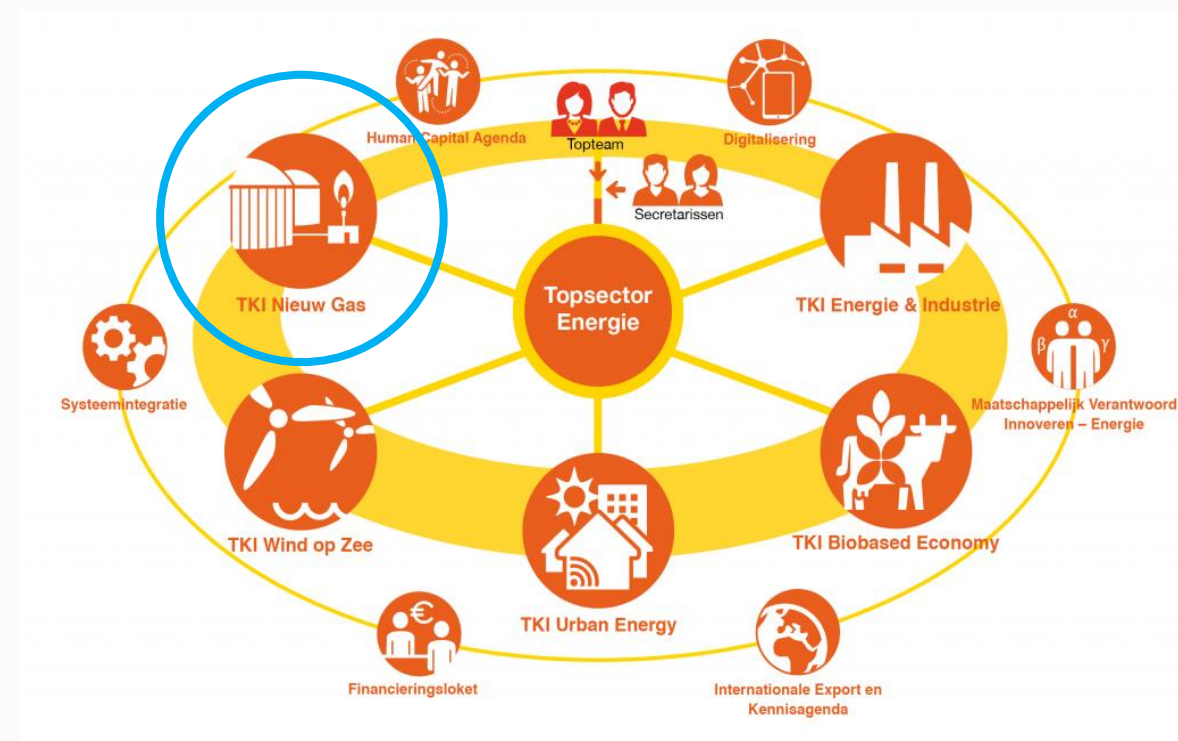 Human Capital Agenda
Topteam
Digitalisering
Secretarissen
TKI Nieuw Gas
Topsector
Energie
TKI Energie & Industrie
α
β
γ
Systeemintegratie
Maatschappelijk Verantwoord
Innoveren – Energie
TKI Wind op Zee
TKI Biobased Economy
€
TKI Urban Energy
Financieringsloket
Internationale Export en
Kennisagenda